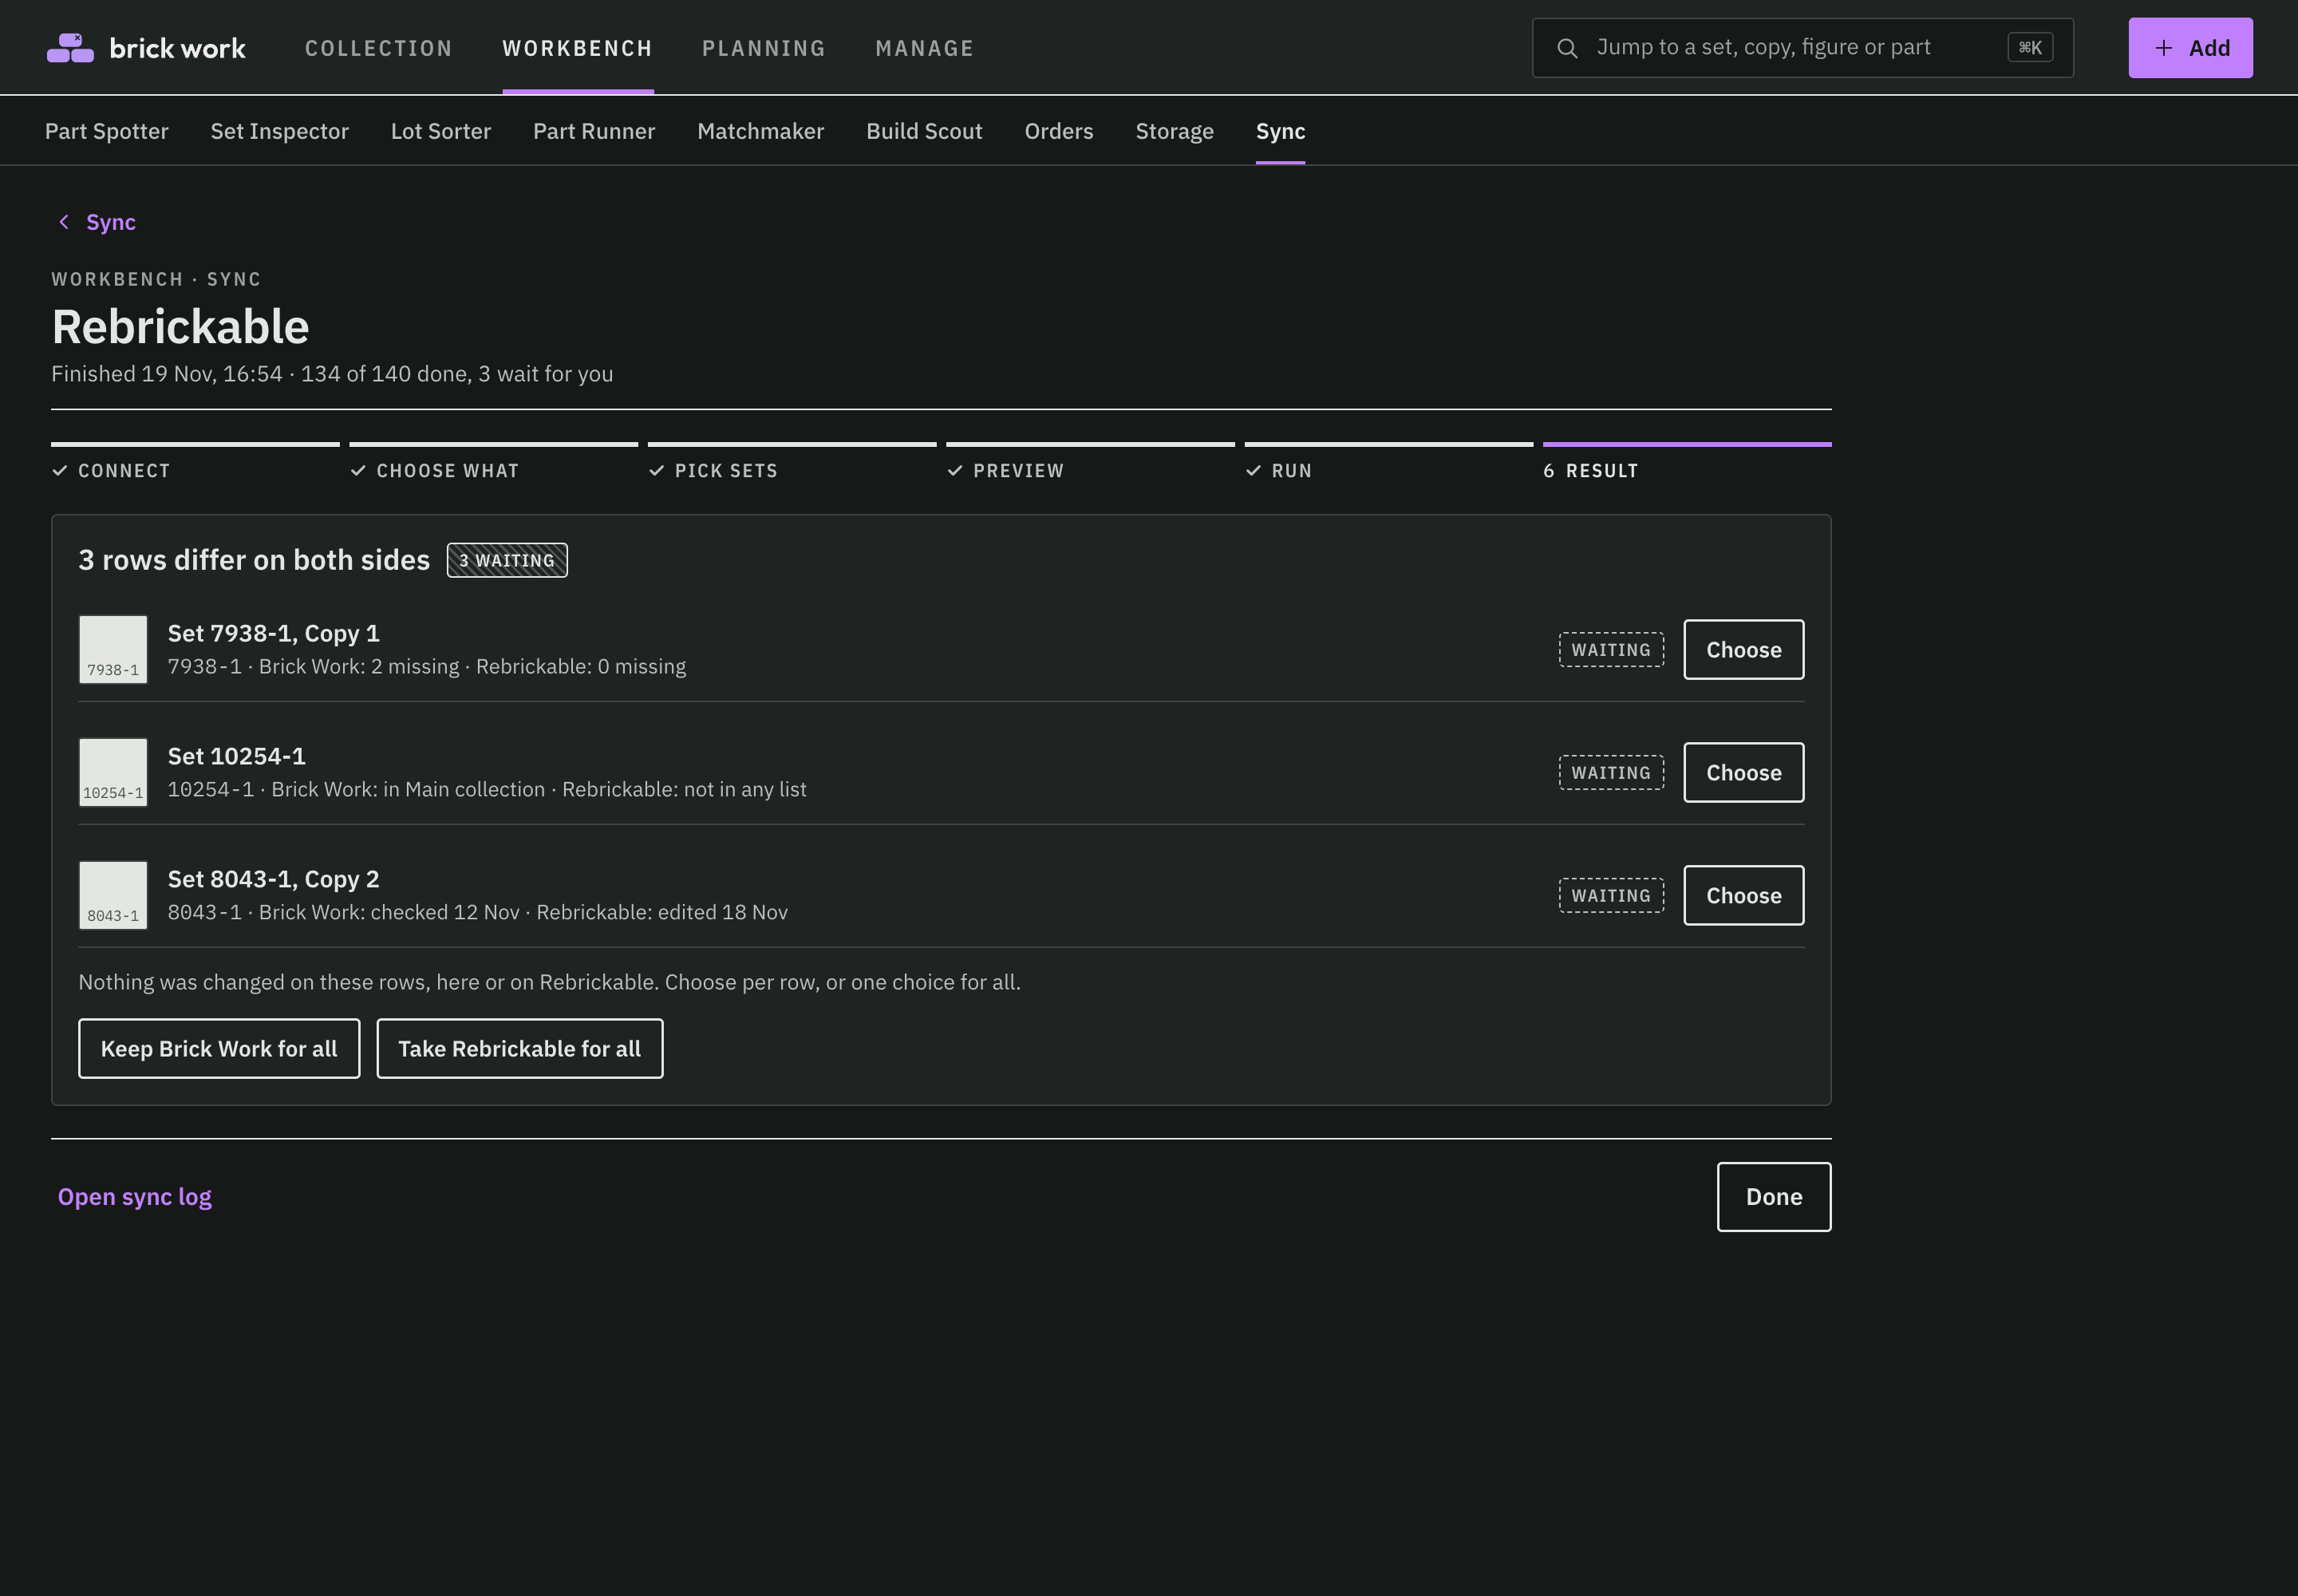 brick work
COLLECTION WORKBENCH PLANNING MANAGE
Jump to a set, copy, figure or part ⌘K
+ Add
Part Spotter Set Inspector Lot Sorter Part Runner Matchmaker Build Scout Orders Storage Sync
Sync
WORKBENCH · SYNC
Rebrickable
Finished 19 Nov, 16:54 · 134 of 140 done, 3 wait for you
CONNECT CHOOSE WHAT PICK SETS PREVIEW RUN 6 RESULT
3 rows differ on both sides 3 WAITING
7938-1
Set 7938-1, Copy 1
7938-1 · Brick Work: 2 missing · Rebrickable: 0 missing
WAITING Choose
10254-1
Set 10254-1
10254-1 · Brick Work: in Main collection · Rebrickable: not in any list
WAITING Choose
8043-1
Set 8043-1, Copy 2
8043-1 · Brick Work: checked 12 Nov · Rebrickable: edited 18 Nov
WAITING Choose
Nothing was changed on these rows, here or on Rebrickable. Choose per row, or one choice for all.
Keep Brick Work for all Take Rebrickable for all
Open sync log Done